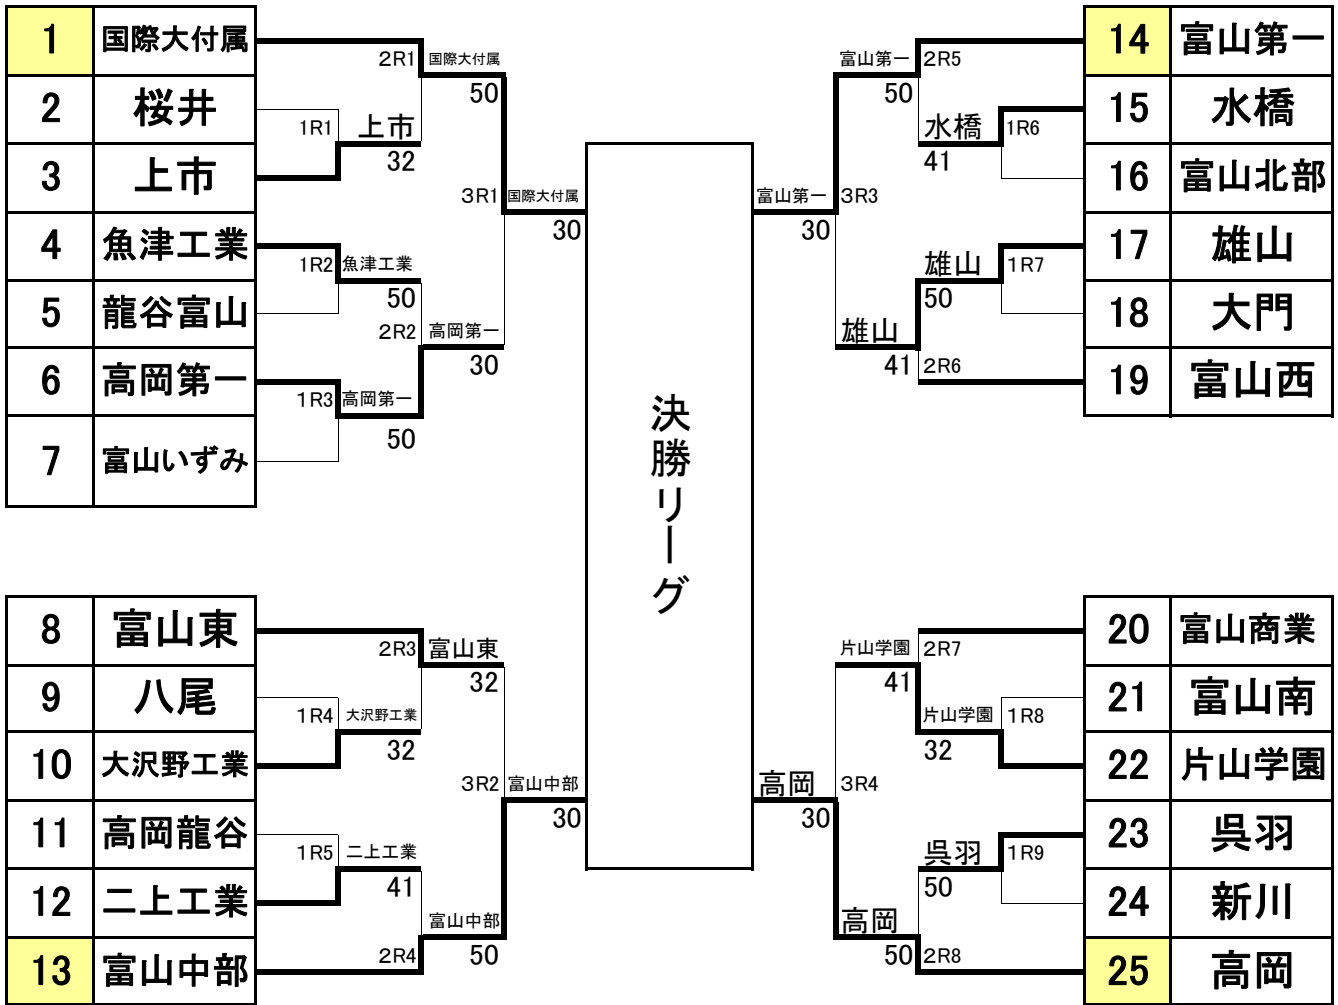 1 国際大付属
2 桜井
3 上市
4 魚津工業
5 龍谷富山
6 高岡第一
7 富山いずみ
2R1 国際大付属
50
1R1 上市
32
3R1 国際大付属
30
1R2 魚津工業
50
2R2 高岡第一
30
1R3 高岡第一
50
8 富山東
9 八尾
10 大沢野工業
11 高岡龍谷
12 二上工業
13 富山中部
2R3 富山東
32
1R4 大沢野工業
32
3R2 富山中部
30
1R5 二上工業
41
富山中部
2R4 50
決勝リーグ
富山第一 2R5
50
水橋 1R6
41
富山第一 3R3
30
雄山 1R7
50
雄山
41 2R6
14 富山第一
15 水橋
16 富山北部
17 雄山
18 大門
19 富山西
片山学園 2R7
41
片山学園 1R8
32
高岡 3R4
30
呉羽 1R9
50
高岡
50 2R8
20 富山商業
21 富山南
22 片山学園
23 呉羽
24 新川
25 高岡